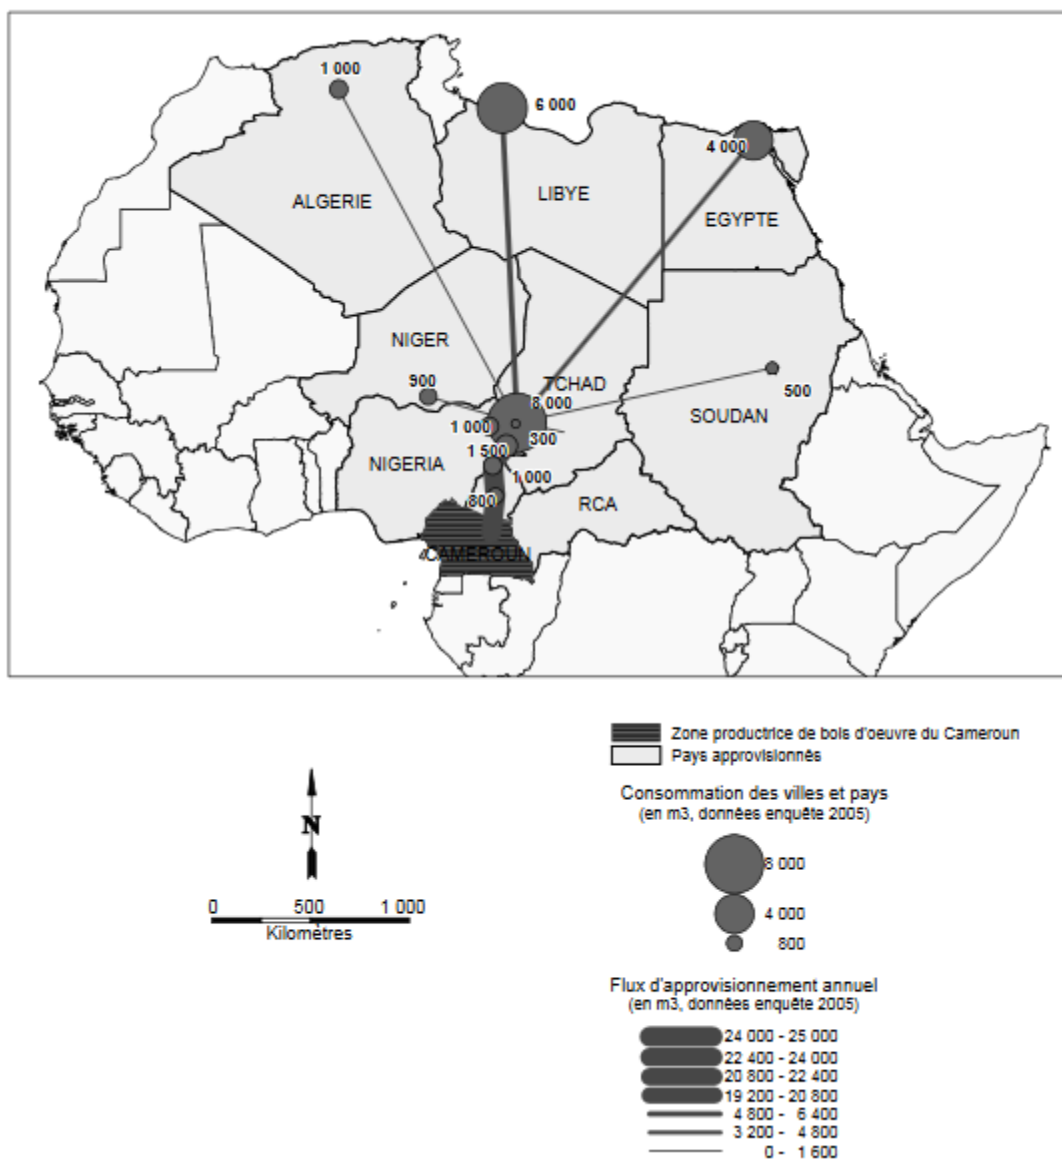 1 000
6 000
4 000
ALGERIE
LIBYE
EGYPTE
NIGER
900
TCHAD
8 000
500
SOUDAN
1 000
300
1 500
NIGERIA
1 000
800
RCA
CAMEROUN
Zone productrice de bois d'oeuvre du Cameroun
Pays approvisionnés
Consommation des villes et pays
(en m3, données enquête 2005)
8 000
4 000
800
N
0 500 1 000
Kilomètres
Flux d'approvisionnement annuel
(en m3, données enquête 2005)
24 000 - 25 000
22 400 - 24 000
20 800 - 22 400
19 200 - 20 800
4 800 - 6 400
3 200 - 4 800
0 - 1 600